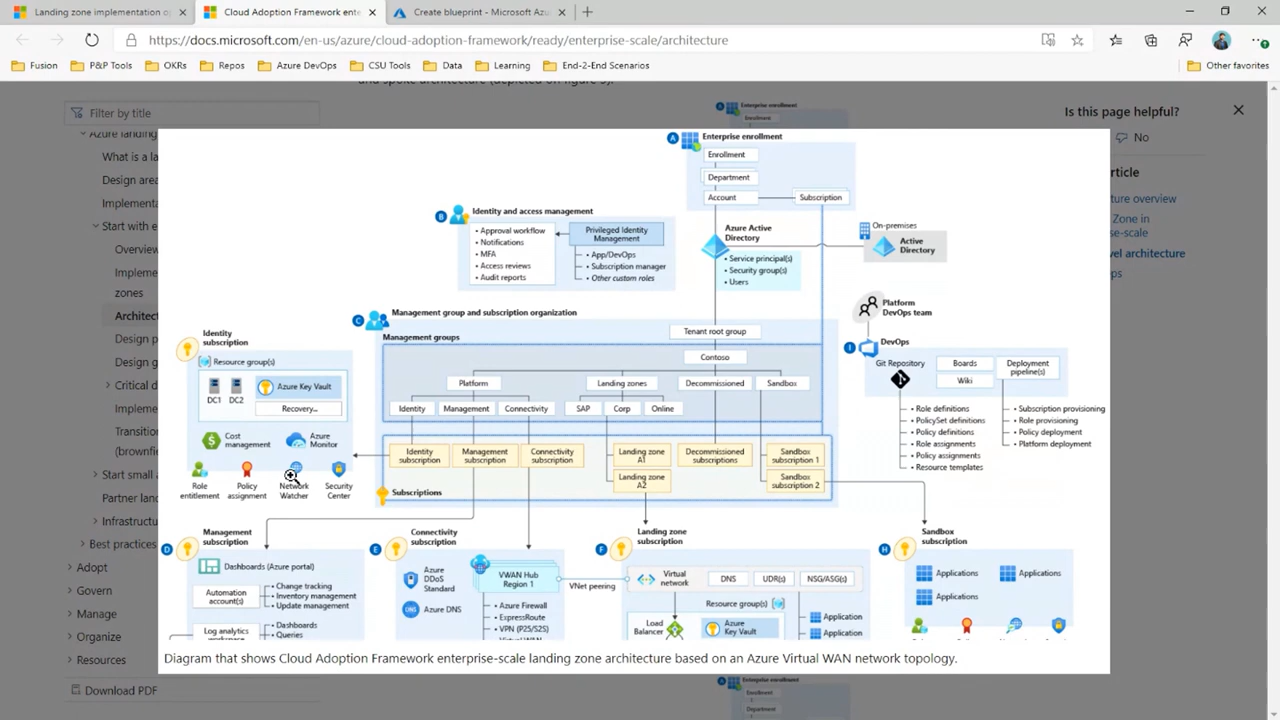 Landing zone implementation op
Cloud Adoption Framework ente
Create blueprint - Microsoft Azu
https://docs.microsoft.com/en-us/azure/cloud-adoption-framework/ready/enterprise-scale/architecture
Fusion
P&P Tools
OKRs
Repos
Azure DevOps
CSU Tools
Data
Learning
End-2-End Scenarios
Other favorites
Filter by title
Is this page helpful?
No
Azure landing
What is a la
Design area
Implementa
Start with e
Overview
Impleme
zones
Architec
Design p
Design g
Critical d
Impleme
Transitio
(brownfie
Start small
Partner land
Infrastructu
Best practices
Adopt
Govern
Manage
Organize
Resources
Download PDF
rticle
ture overview
Zone in
se-scale
vel architecture
ps
Enterprise enrollment
Enrollment
A
Enterprise enrollment
Enrollment
Department
Account
Subscription
B
Identity and access management
• Approval workflow
• Notifications
• MFA
• Access reviews
• Audit reports
Privileged Identity
Management
• App/DevOps
• Subscription manager
• Other custom roles
Azure Active
Directory
• Service principal(s)
• Security group(s)
• Users
On-premises
Active
Directory
Platform
DevOps team
I
DevOps
Git Repository
Boards
Wiki
Deployment
pipeline(s)
• Role definitions
• PolicySet definitions
• Policy definitions
• Role assignments
• Policy assignments
• Resource templates
• Subscription provisioning
• Role provisioning
• Policy deployment
• Platform deployment
C
Management group and subscription organization
Management groups
Tenant root group
Contoso
Platform
Landing zones
Decommissioned
Sandbox
Identity
Management
Connectivity
SAP
Corp
Online
Identity
subscription
Management
subscription
Connectivity
subscription
Landing zone
A1
Landing zone
A2
Decommissioned
subscriptions
Sandbox
subscription 1
Sandbox
subscription 2
Subscriptions
Identity
subscription
Resource group(s)
DC1
DC2
Azure Key Vault
Recovery...
Cost
management
Azure
Monitor
Role
entitlement
Policy
assignment
Network
Watcher
Security
Center
D
Management
subscription
Dashboards (Azure portal)
Automation
account(s)
• Change tracking
• Inventory management
• Update management
Log analytics
workspace
• Dashboards
• Queries
E
Connectivity
subscription
Azure
DDoS
Standard
Azure DNS
DNS
VWAN Hub
Region 1
• Azure Firewall
• ExpressRoute
• VPN (P2S/S2S)
VNet peering
F
Landing zone
subscription
Virtual
network
DNS
UDR(s)
NSG/ASG(s)
Resource group(s)
Load
Balancer
Azure
Key Vault
Application
Application
H
Sandbox
subscription
Applications
Applications
Applications
Diagram that shows Cloud Adoption Framework enterprise-scale landing zone architecture based on an Azure Virtual WAN network topology.
Enterprise enrollment
Enrollment
Department